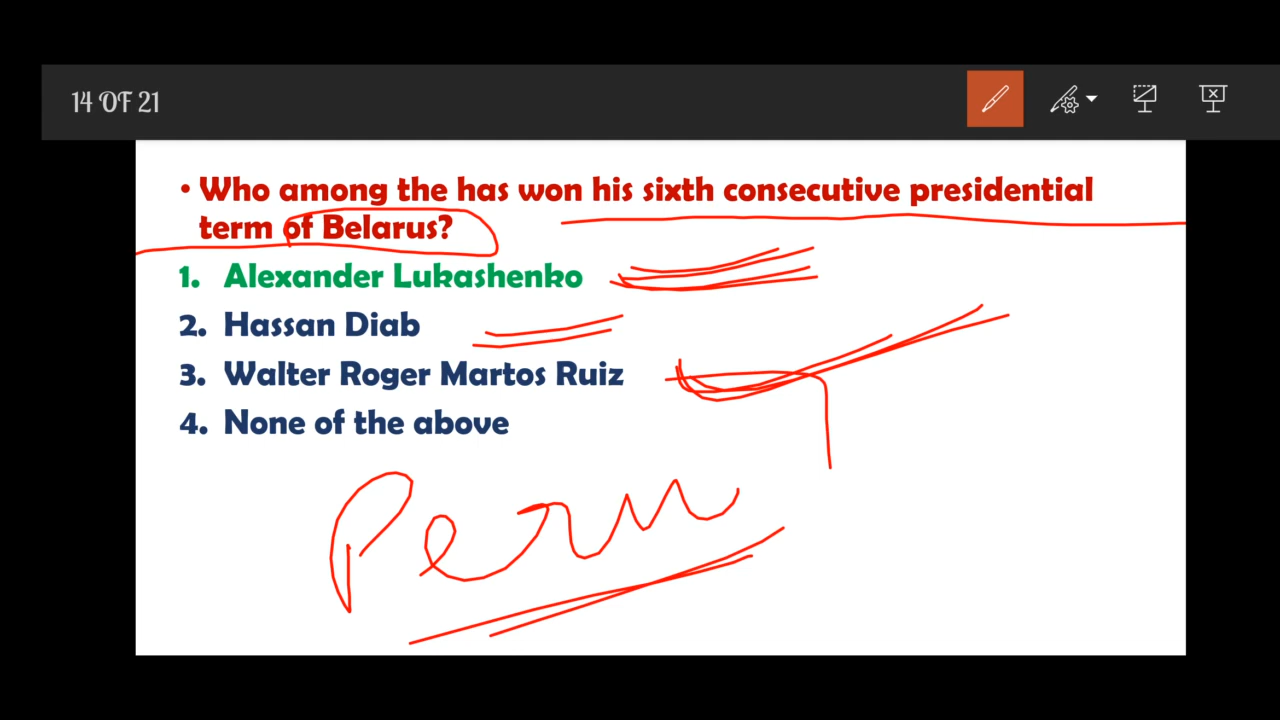 14 OF 21
• Who among the has won his sixth consecutive presidential
term of Belarus?
1. Alexander Lukashenko
2. Hassan Diab
3. Walter Roger Martos Ruiz
4. None of the above
Peru